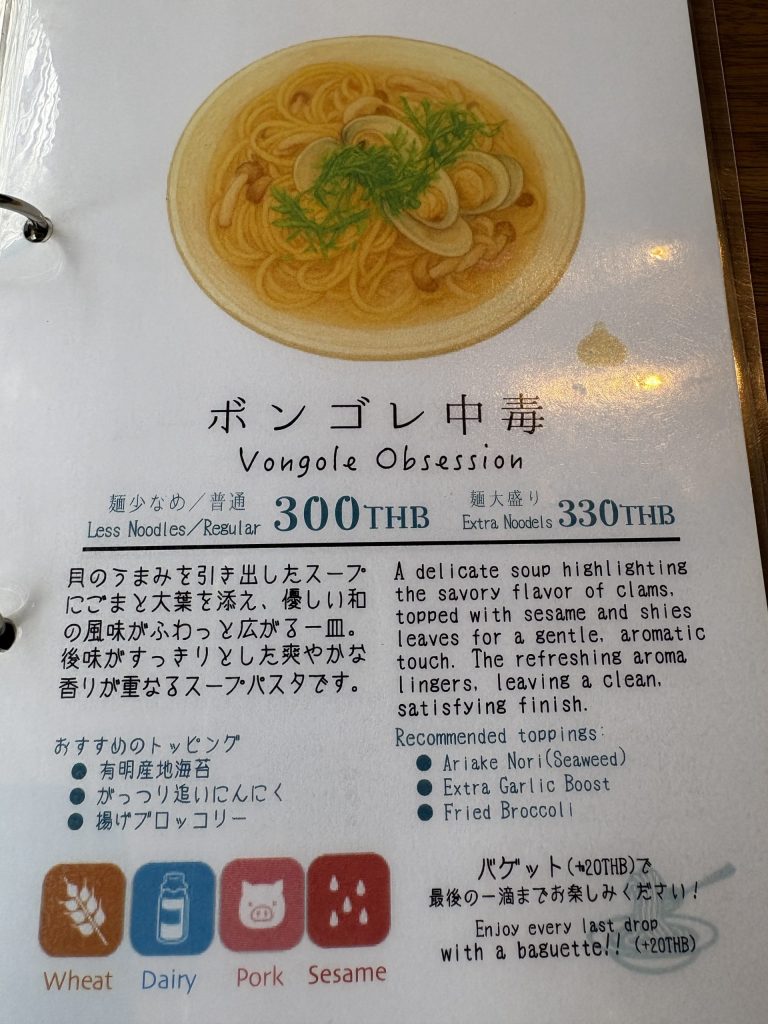 ボンゴレ中毒
Vongole Obsession
麺少なめ／普通
Less Noodles/Regular 300THB
麺大盛り
Extra Noodels 330THB
貝のうまみを引き出したスープ
にごまと大葉を添え、優しい和
の風味がふわっと広がる一皿。
後味がすっきりとした爽やかな
香りが重なるスープパスタです。
A delicate soup highlighting
the savory flavor of clams,
topped with sesame and shies
leaves for a gentle, aromatic
touch. The refreshing aroma
lingers, leaving a clean,
satisfying finish.
おすすめのトッピング
● 有明産地海苔
● がっつり追いにんにく
● 揚げブロッコリー
Recommended toppings:
● Ariake Nori(Seaweed)
● Extra Garlic Boost
● Fried Broccoli
バゲット(+20THB)で
最後の一滴までお楽しみください！
Enjoy every last drop
with a baguette!! (+20THB)
Wheat Dairy Pork Sesame